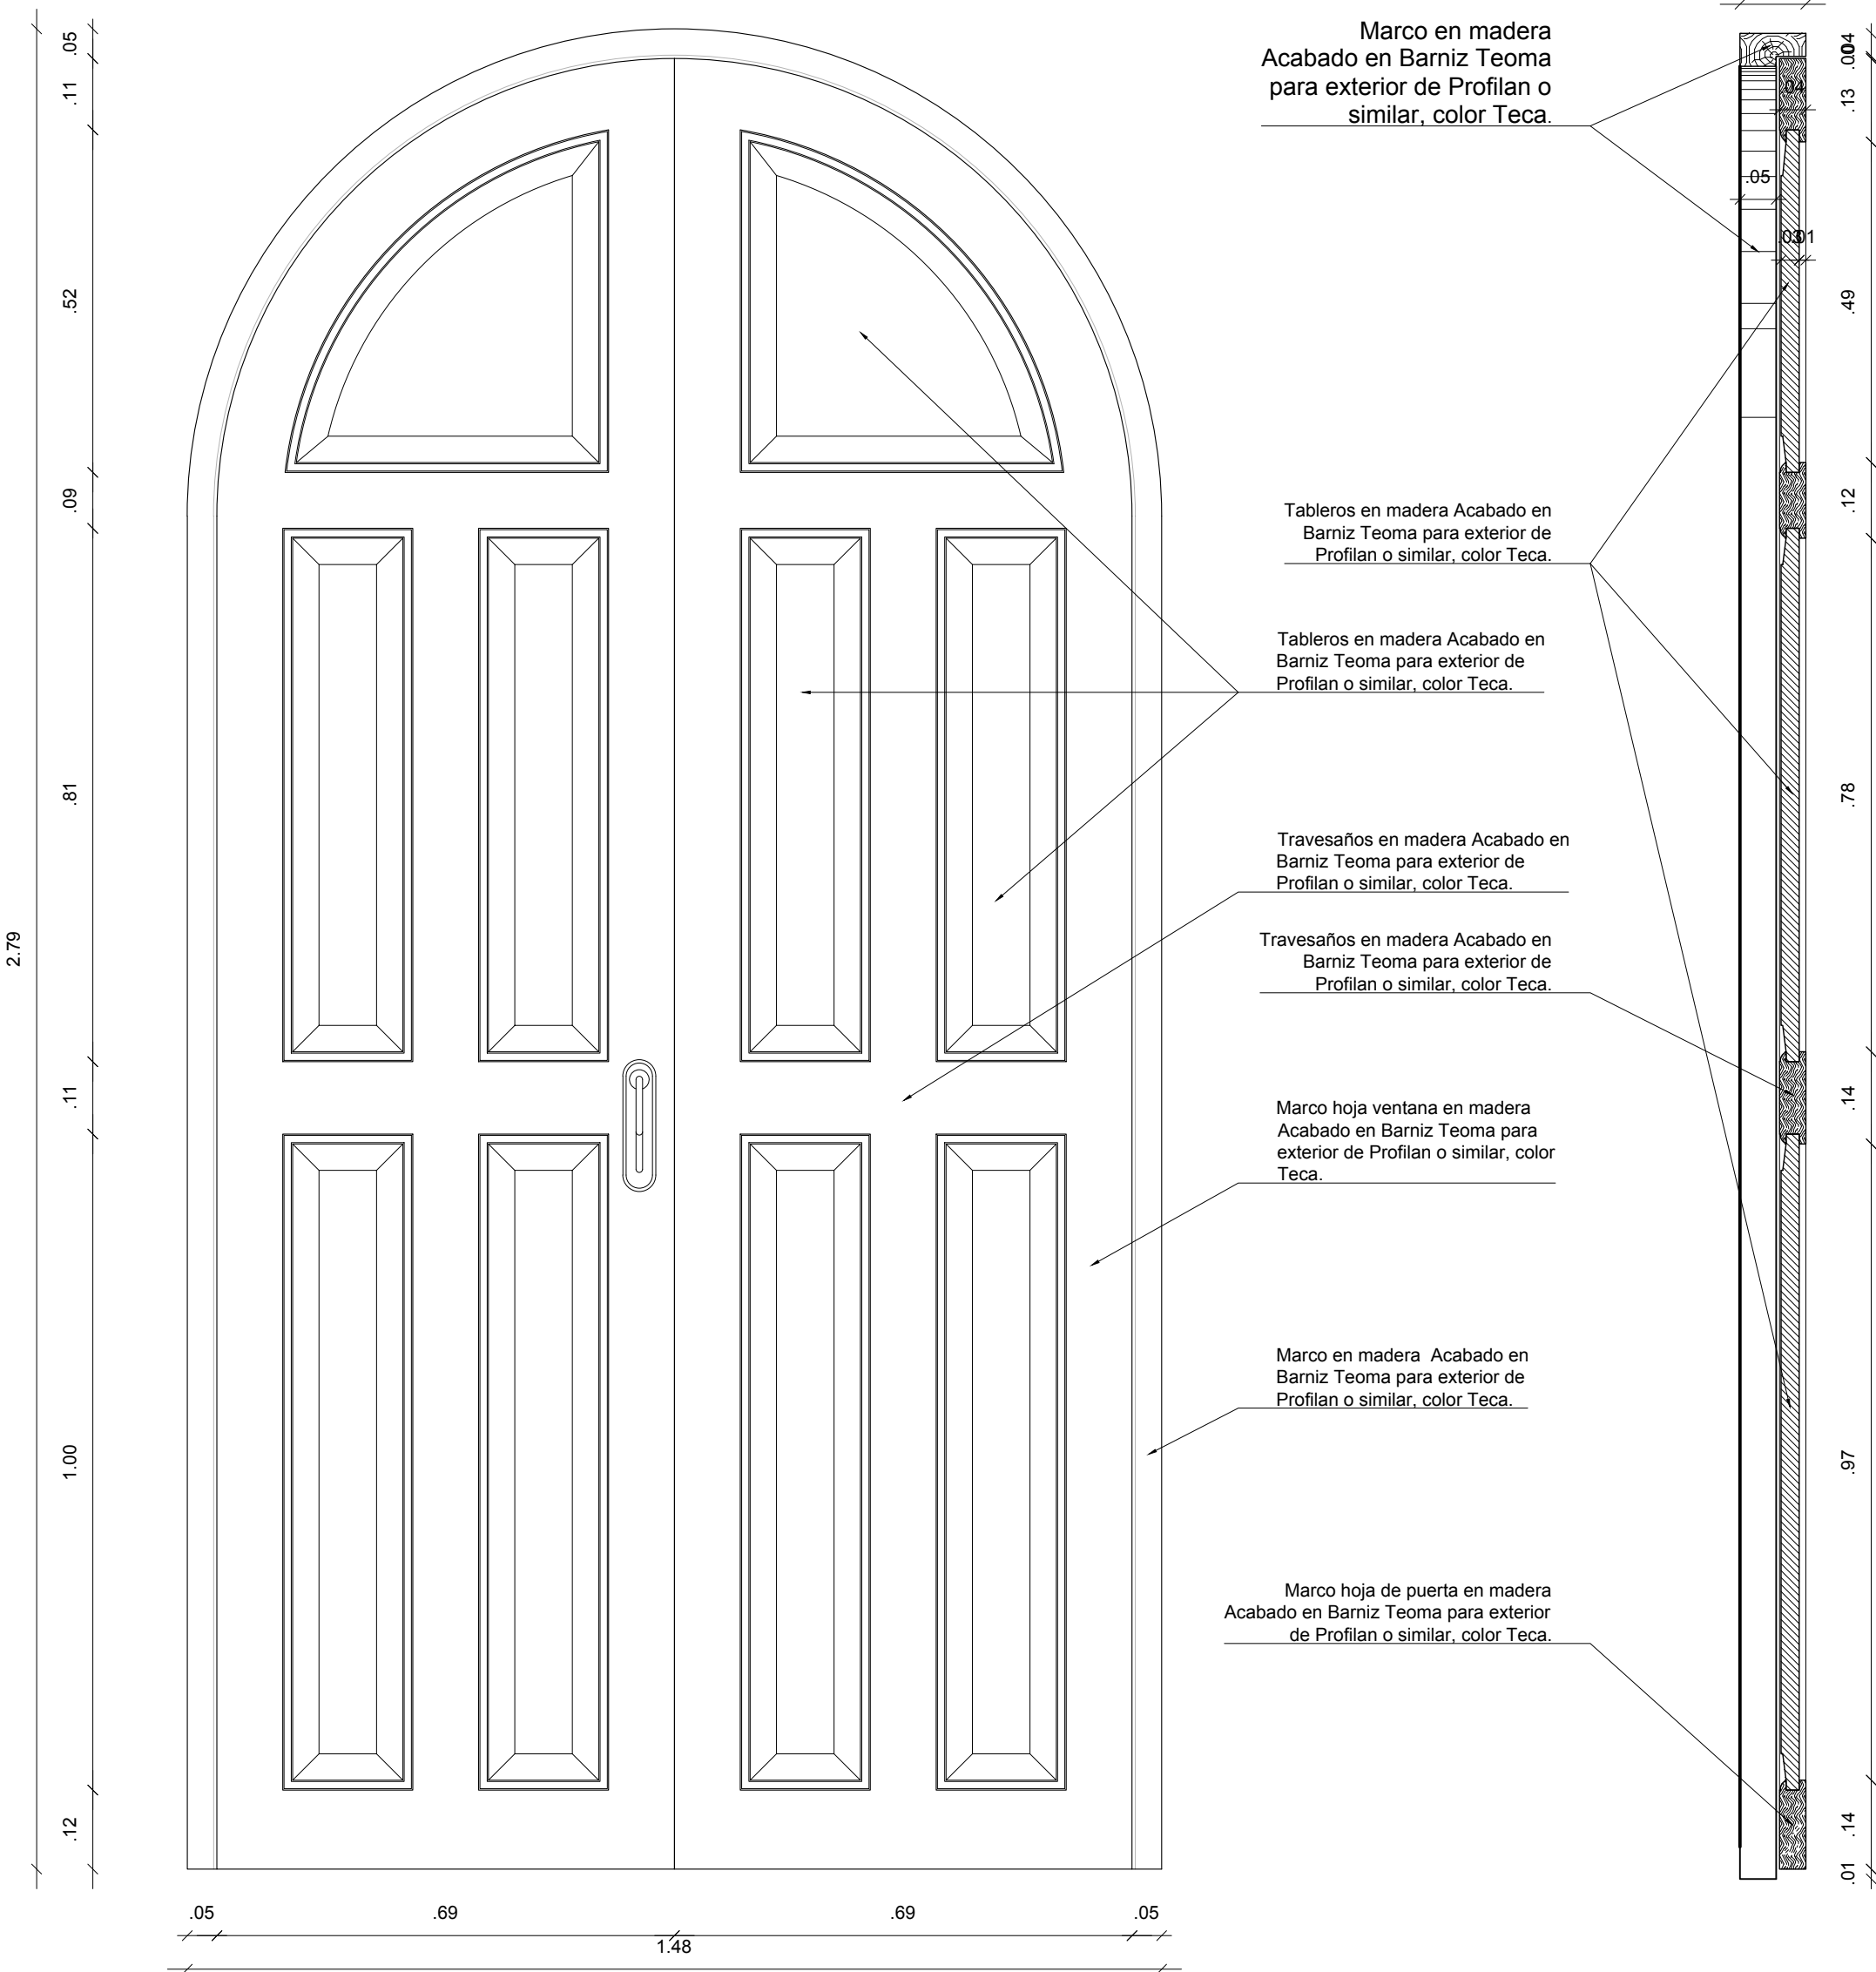 Marco en madera
Acabado en Barniz Teoma
para exterior de Profilan o
similar, color Teca.
Tableros en madera Acabado en
Barniz Teoma para exterior de
Profilan o similar, color Teca.
Tableros en madera Acabado en
Barniz Teoma para exterior de
Profilan o similar, color Teca.
Travesaños en madera Acabado en
Barniz Teoma para exterior de
Profilan o similar, color Teca.
Travesaños en madera Acabado en
Barniz Teoma para exterior de
Profilan o similar, color Teca.
Marco hoja ventana en madera
Acabado en Barniz Teoma para
exterior de Profilan o similar, color
Teca.
Marco en madera Acabado en
Barniz Teoma para exterior de
Profilan o similar, color Teca.
Marco hoja de puerta en madera
Acabado en Barniz Teoma para exterior
de Profilan o similar, color Teca.
2.79
.05
.11
.52
.09
.81
.11
1.00
.12
.05
.69
.69
.05
1.48
.04
.05
.03
.01
.04
.00
.13
.49
.12
.78
.14
.97
.14
.01